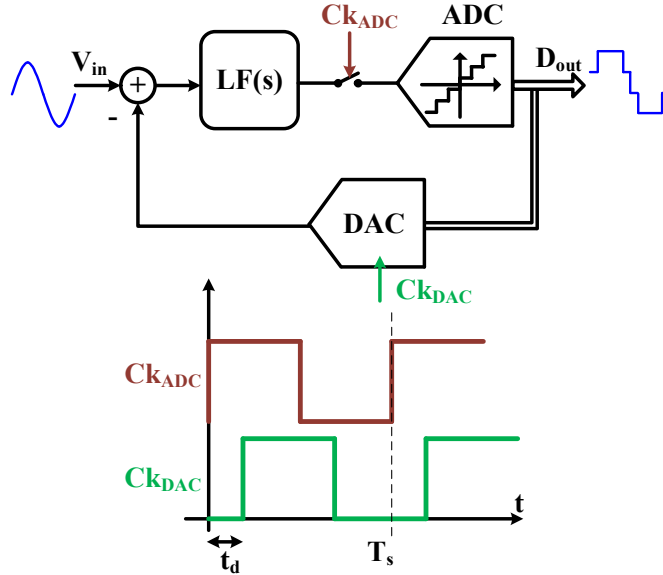 Ck_ADC
ADC
V_in
+
LF(s)
D_out
-
DAC
Ck_DAC
Ck_ADC
Ck_DAC
t
t_d
T_s